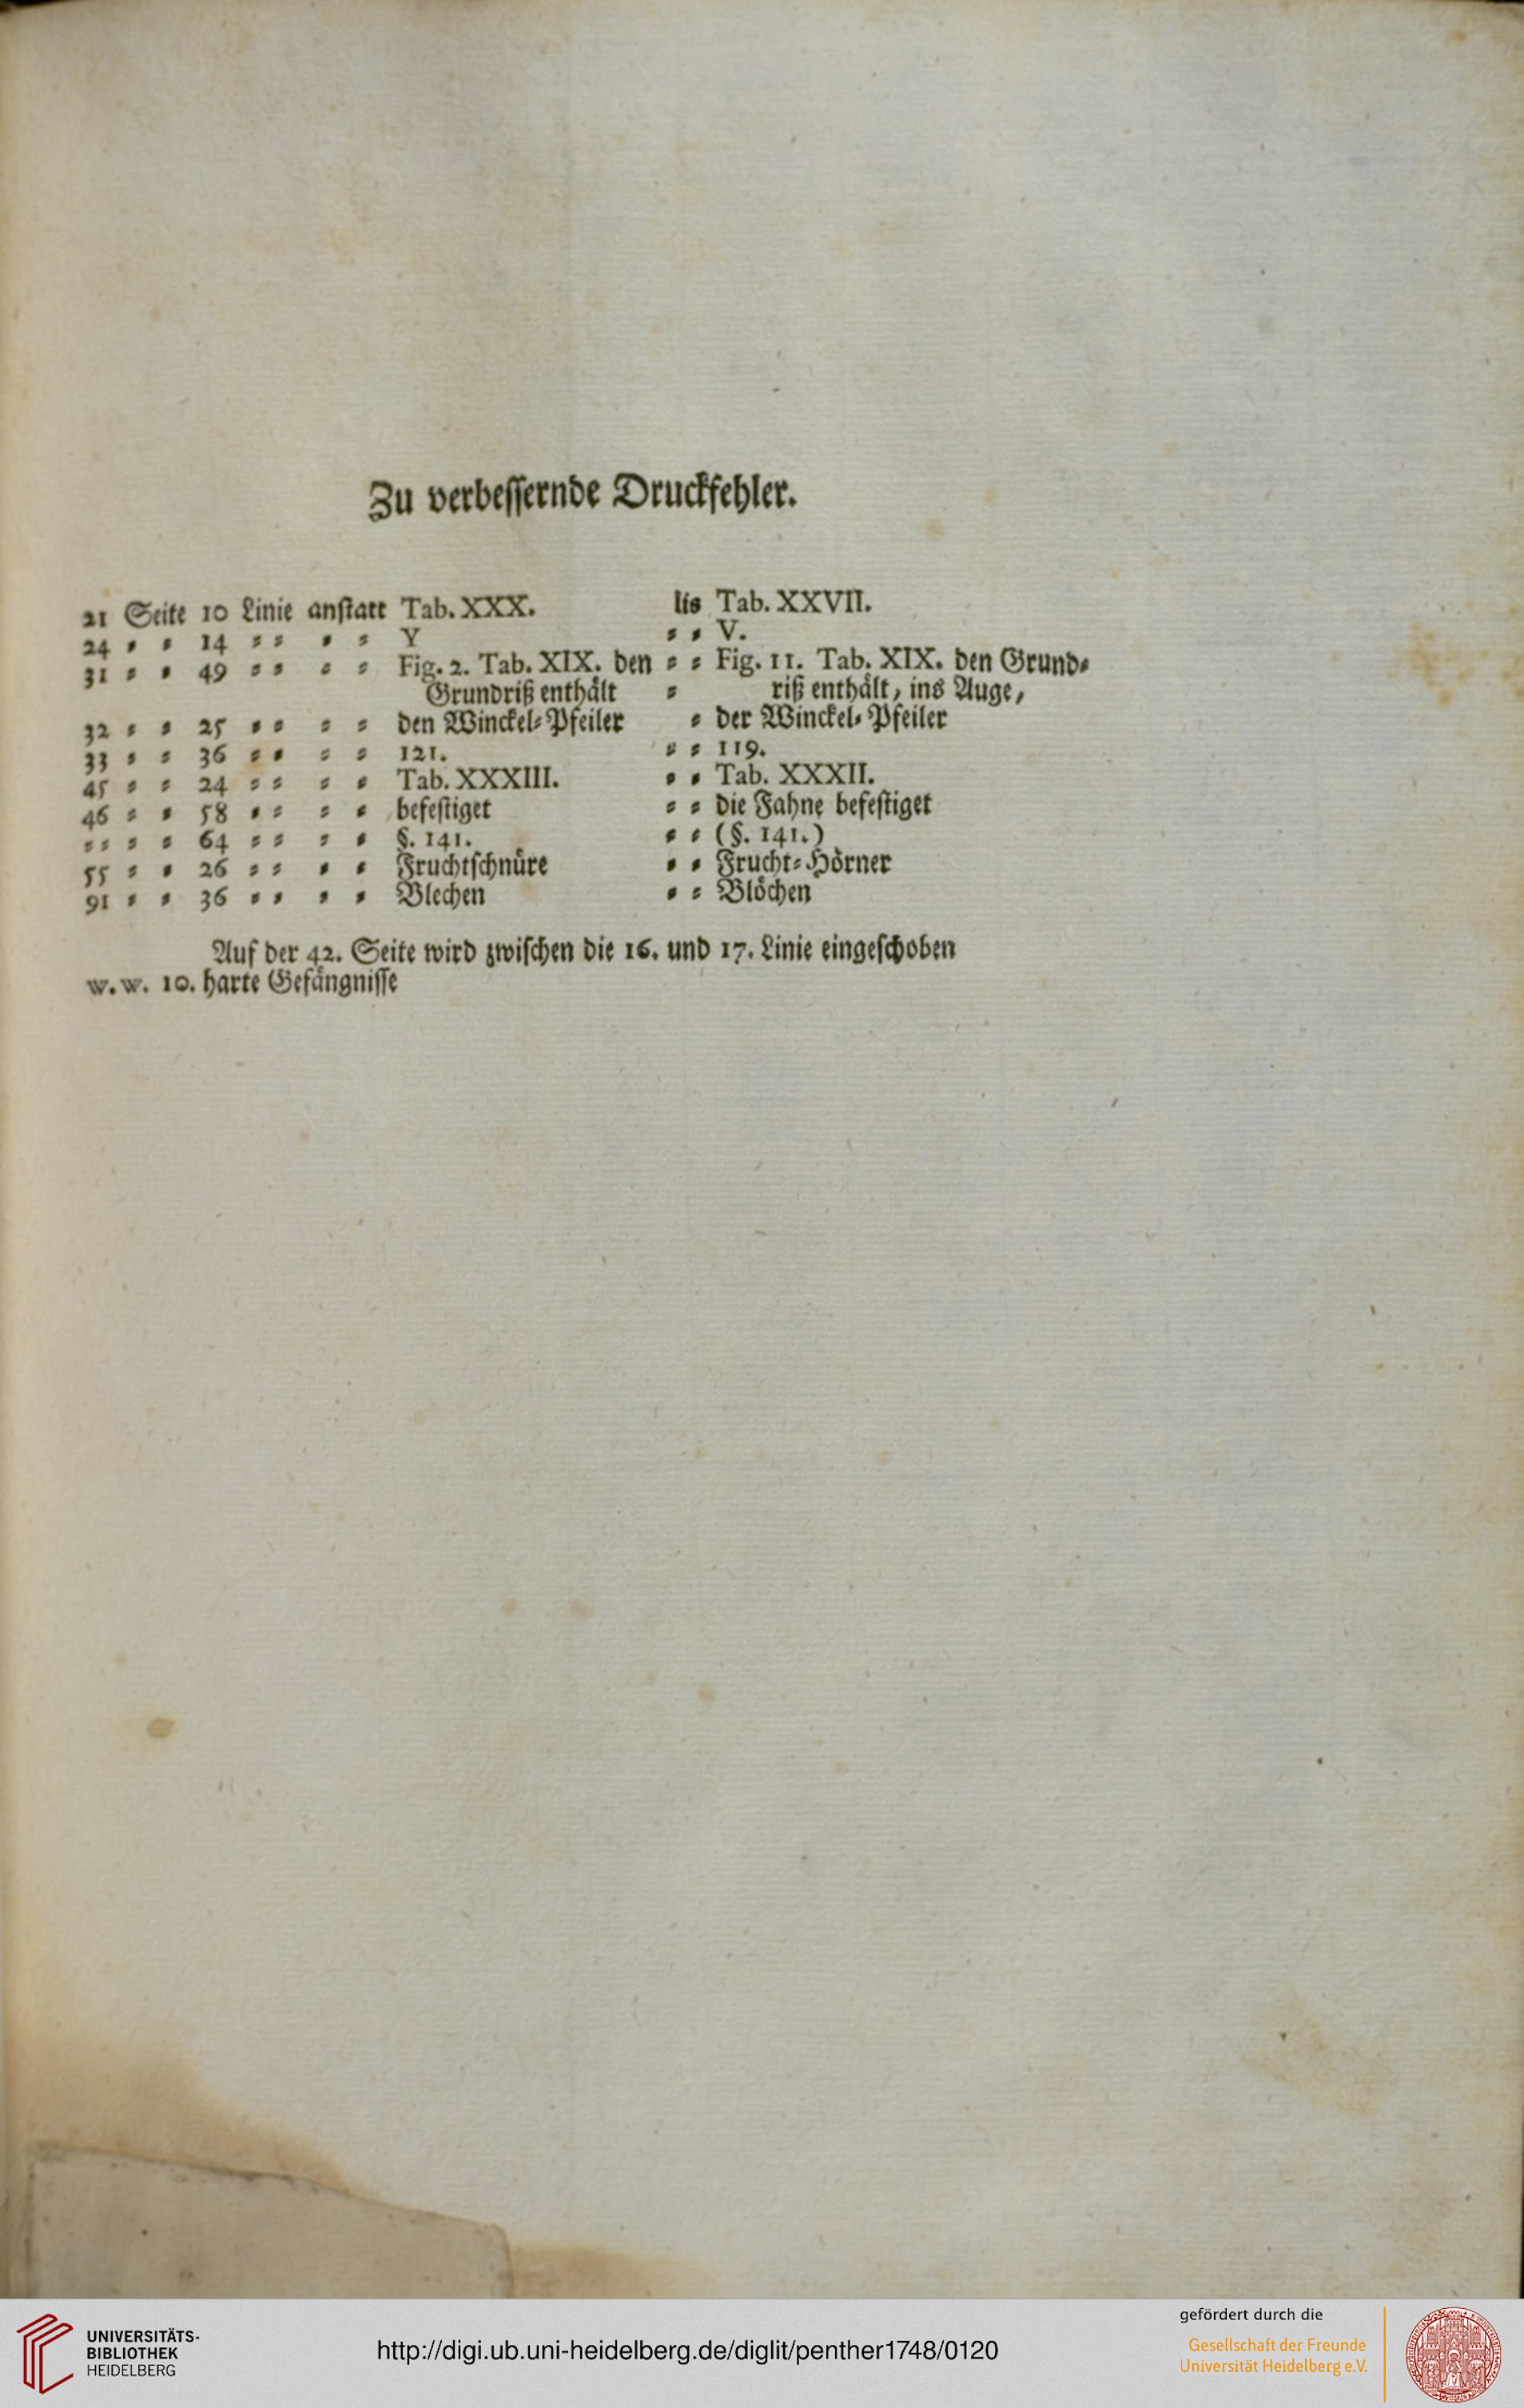 Zu verbessernde Druckfehler.
21 Seite 10 Linie anstatt Tab. XXX. lis Tab. XXVII.
24 = = 14 = = = = Y = = V.
31 = = 49 = = = = Fig. 2. Tab. XIX. den = = Fig. 11. Tab. XIX. den Grund=
Grundriß enthält = riß enthält, ins Auge,
32 = = 25 = = = = den Winckel=Pfeiler = der Winckel=Pfeiler
33 = = 36 = = = = 121. = = 119.
45 = = 24 = = = = Tab. XXXIII. = = Tab. XXXII.
46 = = 58 = = = = befestiget = = die Fahne befestiget
= = = = 64 = = = = §. 141. = = (§. 141.)
55 = = 26 = = = = Fruchtschnüre = = Frucht=Hörner
91 = = 36 = = = = Blechen = = Blöchen
Auf der 42. Seite wird zwischen die 16. und 17. Linie eingeschoben
w. w. 10. harte Gefängnisse
UNIVERSITÄTS-
BIBLIOTHEK
HEIDELBERG
http://digi.ub.uni-heidelberg.de/diglit/penther1748/0120
gefördert durch die
Gesellschaft der Freunde
Universität Heidelberg e.V.